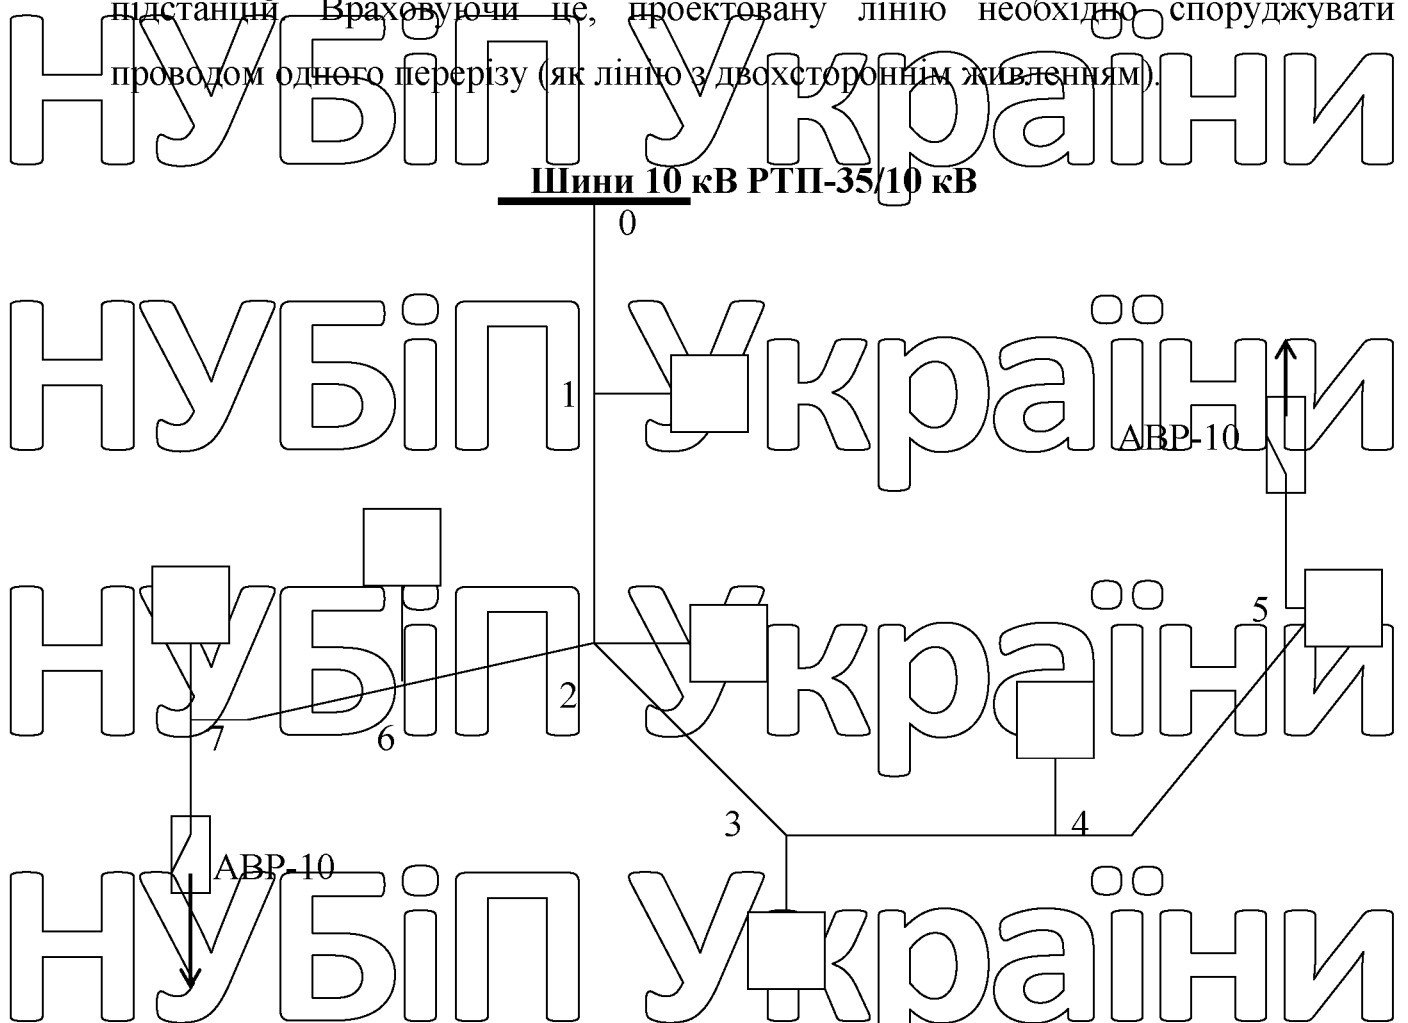 підстанцій. Враховуючи це, проектовану лінію необхідно споруджувати
проводом одного перерізу (як лінію з двохстороннім живленням).
НУБіП України
Шини 10 кВ РТП-35/10 кВ
0
НУБіП України
1
АВР-10
НУБіП України
5
2
7
6
3
4
АВР-10
НУБіП України